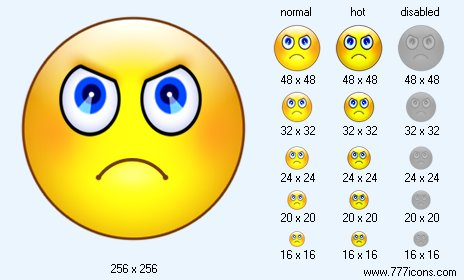 normal hot disabled
48 x 48 48 x 48 48 x 48
32 x 32 32 x 32 32 x 32
24 x 24 24 x 24 24 x 24
20 x 20 20 x 20 20 x 20
16 x 16 16 x 16 16 x 16
256 x 256
www.777icons.com